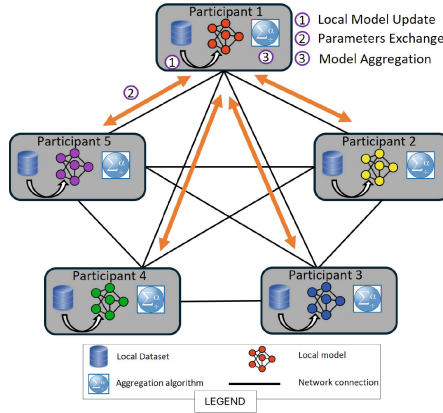 Participant 1
1 Local Model Update
2 Parameters Exchange
3 Model Aggregation
1
3
2
Participant 5
Participant 2
Participant 4
Participant 3
Local Dataset
Local model
Aggregation algorithm
Network connection
LEGEND